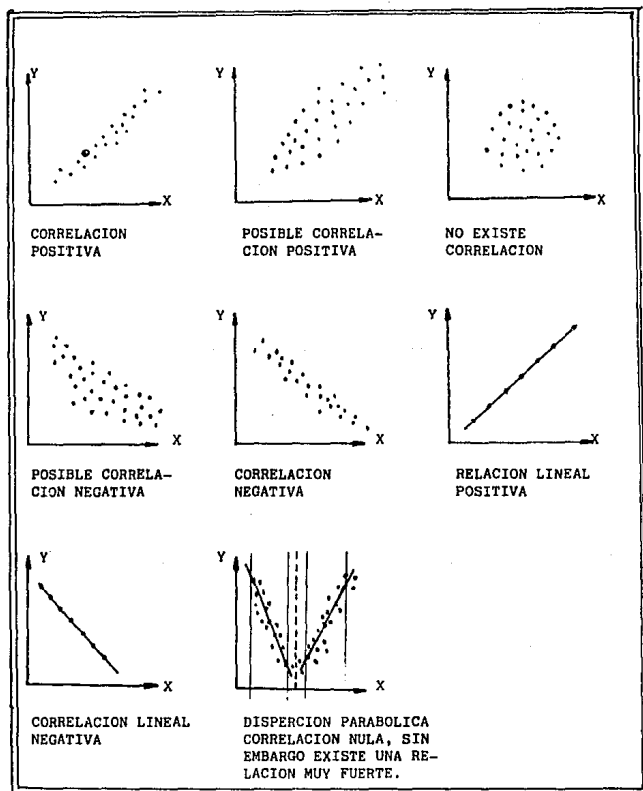 Y
Y
Y
X
X
X
CORRELACION
POSITIVA
POSIBLE CORRELA-
CION POSITIVA
NO EXISTE
CORRELACION
Y
Y
Y
X
X
X
POSIBLE CORRELA-
CION NEGATIVA
CORRELACION
NEGATIVA
RELACION LINEAL
POSITIVA
Y
Y
X
X
CORRELACION LINEAL
NEGATIVA
DISPERCION PARABOLICA
CORRELACION NULA, SIN
EMBARGO EXISTE UNA RE-
LACION MUY FUERTE.